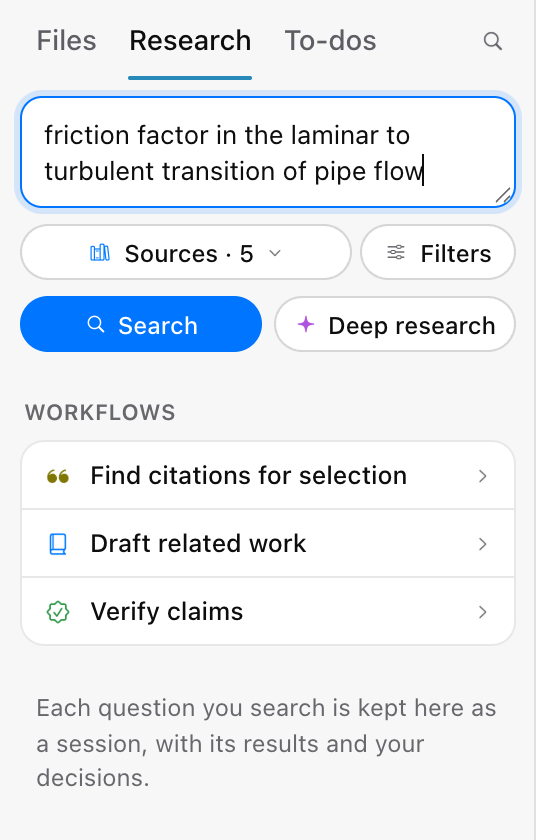 Files Research To-dos
friction factor in the laminar to
turbulent transition of pipe flow
Sources · 5 Filters
Search Deep research
WORKFLOWS
Find citations for selection
Draft related work
Verify claims
Each question you search is kept here as
a session, with its results and your
decisions.